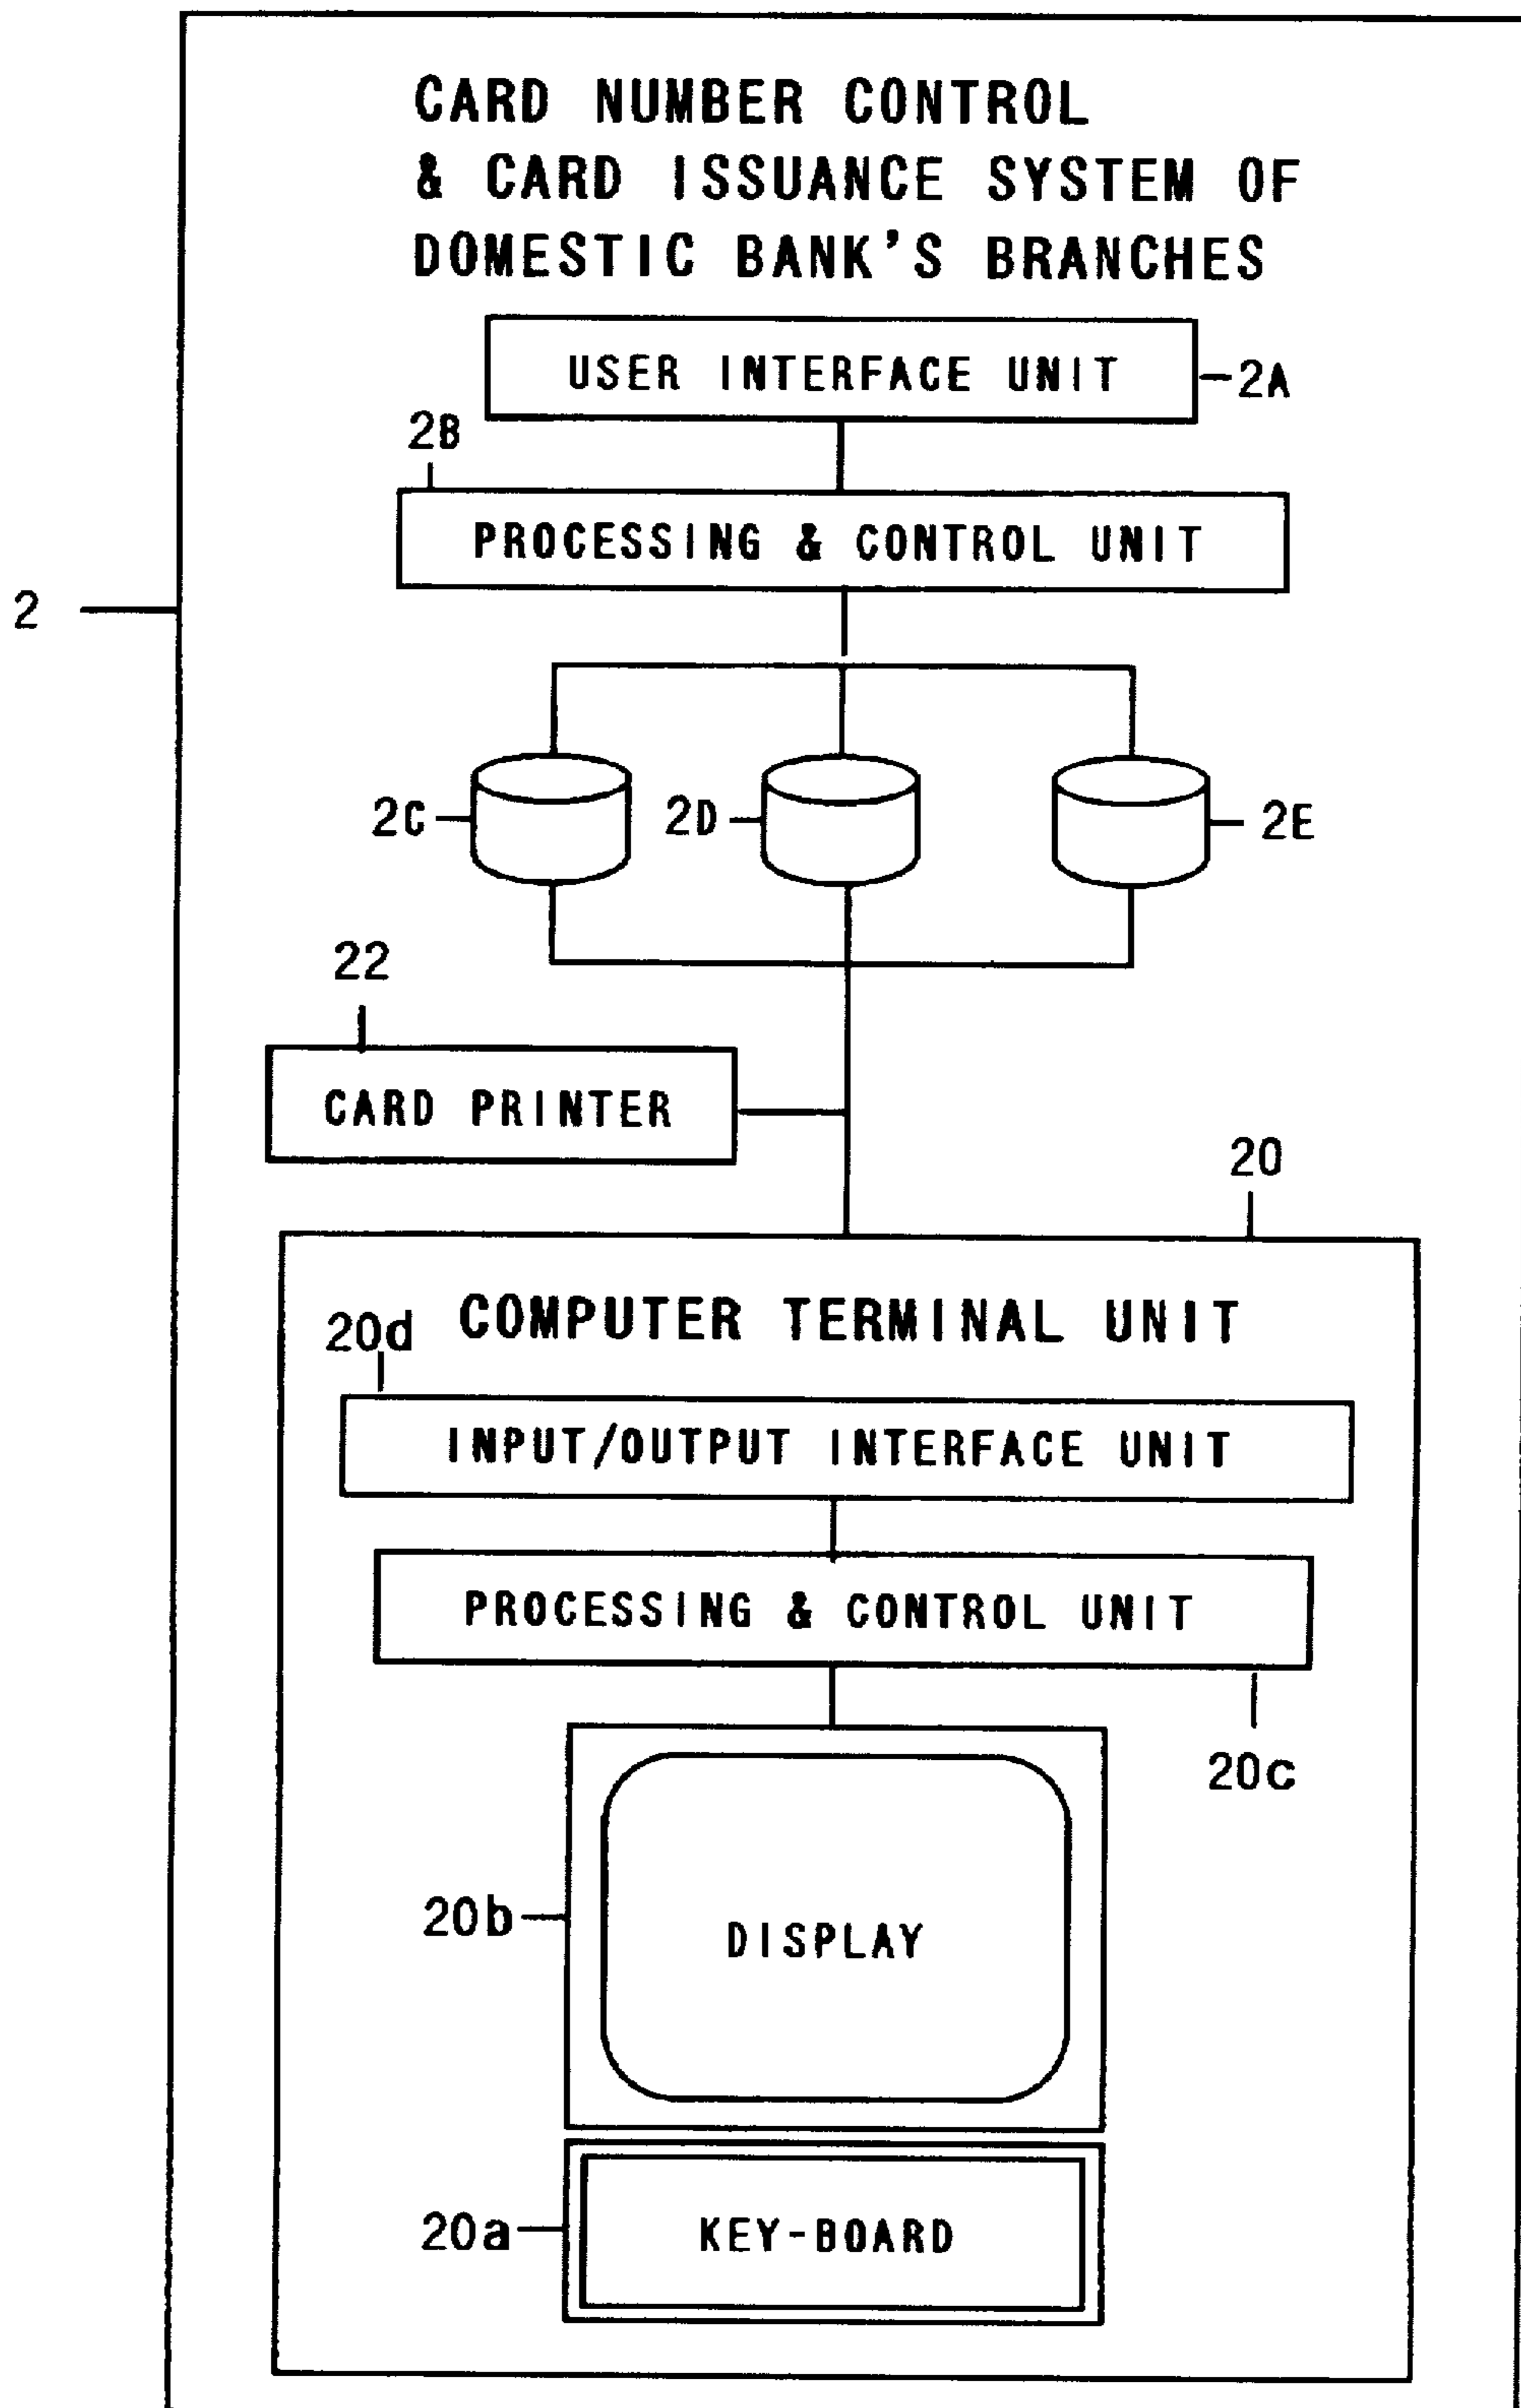 CARD NUMBER CONTROL
& CARD ISSUANCE SYSTEM OF
DOMESTIC BANK'S BRANCHES
USER INTERFACE UNIT
2A
2B
PROCESSING & CONTROL UNIT
2
2C
2D
2E
22
CARD PRINTER
20
COMPUTER TERMINAL UNIT
20d
INPUT/OUTPUT INTERFACE UNIT
PROCESSING & CONTROL UNIT
20c
20b
DISPLAY
20a
KEY-BOARD